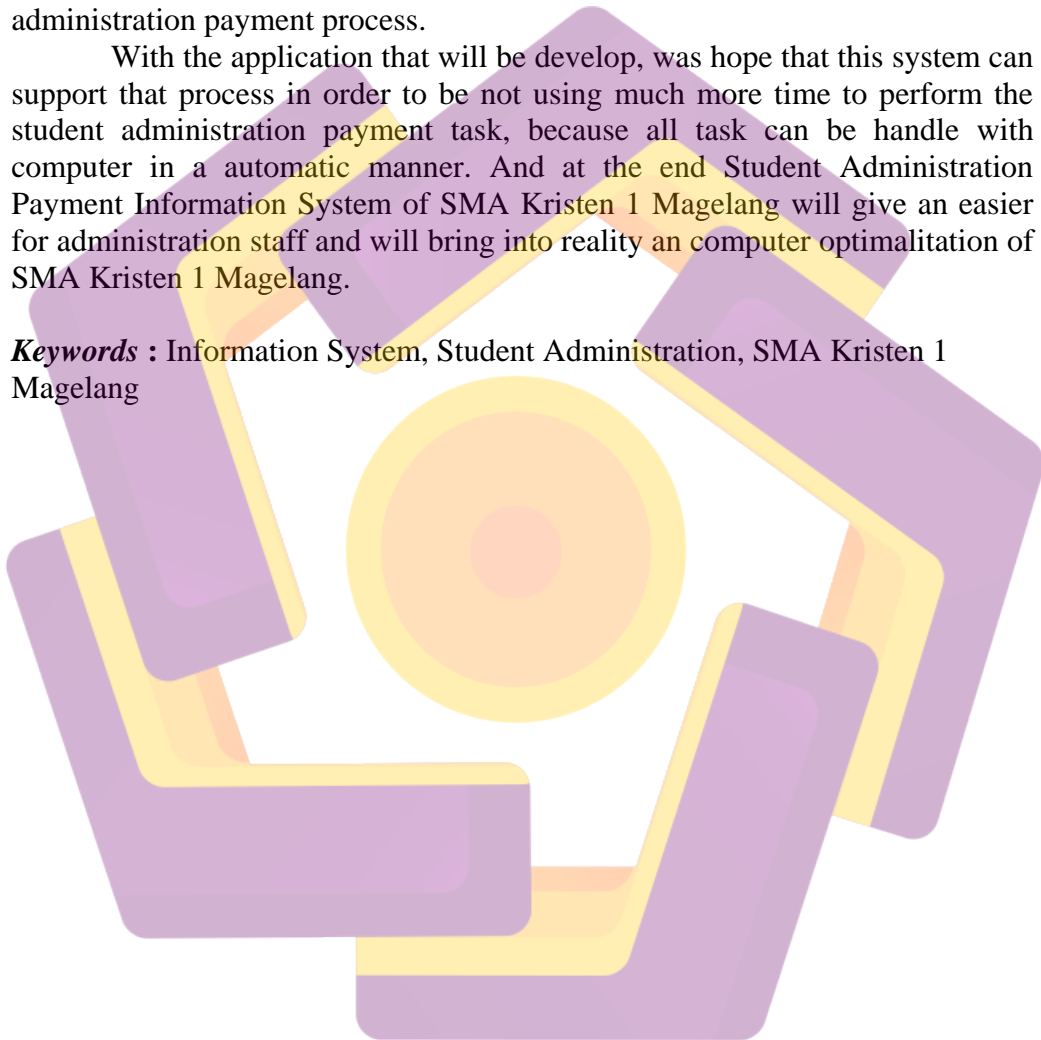 administration payment process.
With the application that will be develop, was hope that this system can
support that process in order to be not using much more time to perform the
student administration payment task, because all task can be handle with
computer in a automatic manner. And at the end Student Administration
Payment Information System of SMA Kristen 1 Magelang will give an easier
for administration staff and will bring into reality an computer optimalitation of
SMA Kristen 1 Magelang.
Keywords : Information System, Student Administration, SMA Kristen 1
Magelang